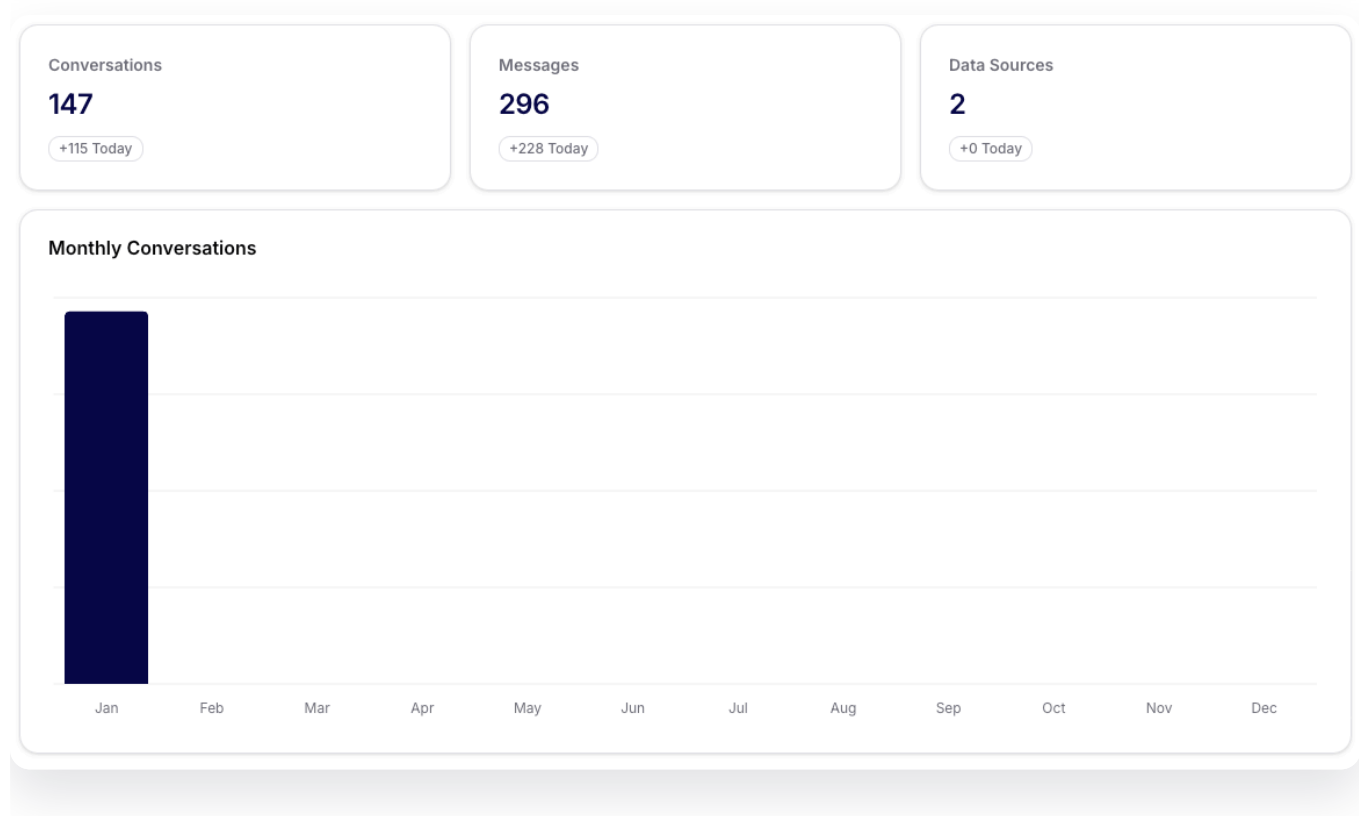 Conversations
147
+115 Today
Messages
296
+228 Today
Data Sources
2
+0 Today
Monthly Conversations
Jan Feb Mar Apr May Jun Jul Aug Sep Oct Nov Dec